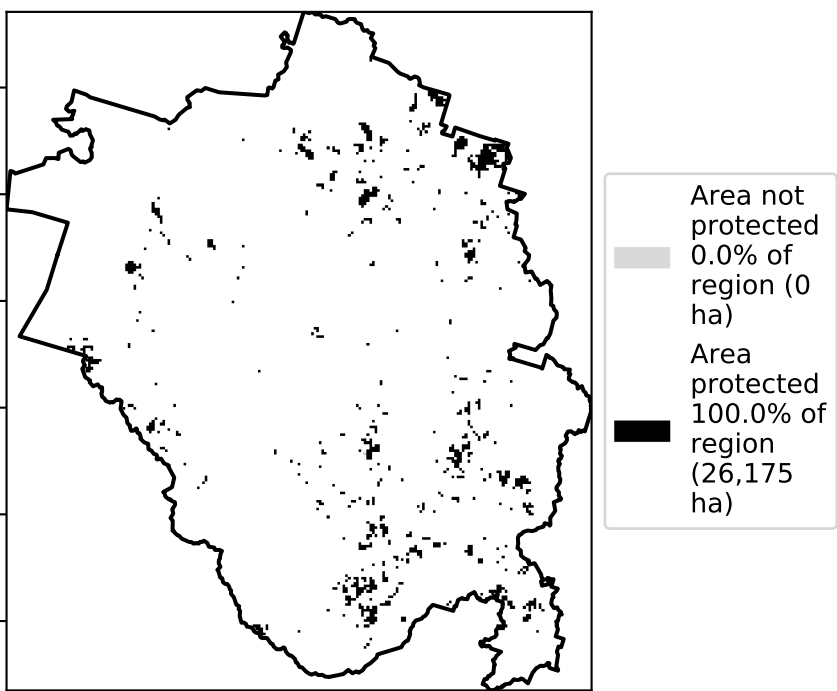 Area not
protected
0.0% of
region (0
ha)
Area
protected
100.0% of
region
(26,175
ha)